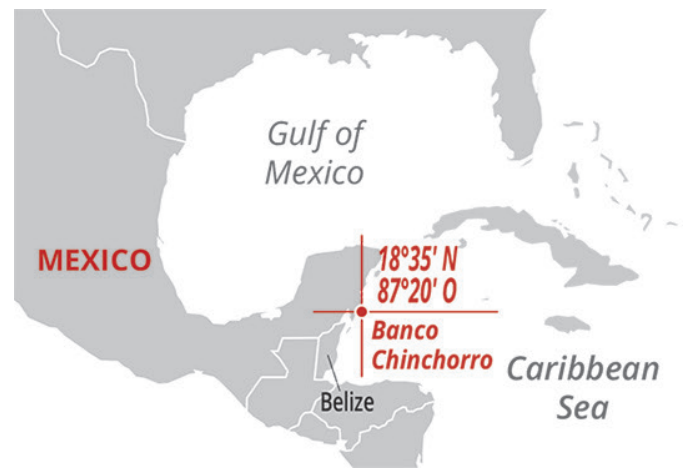 Gulf of
Mexico
MEXICO
18°35' N
87°20' O
Banco
Chinchorro
Caribbean
Sea
Belize